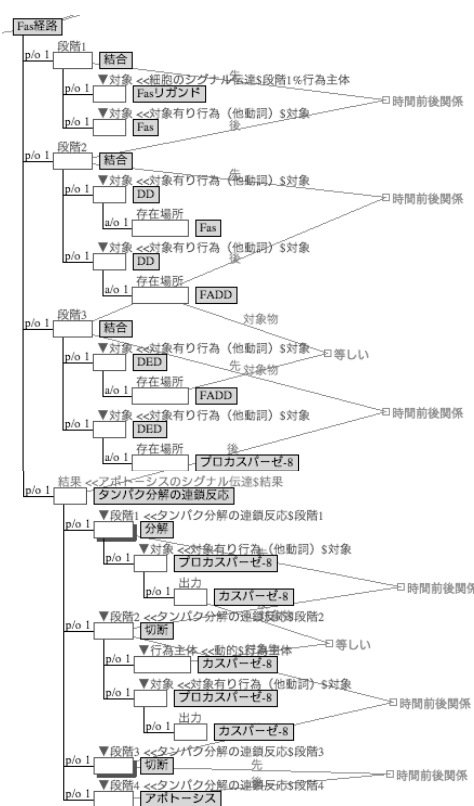 Fas経路
段階1
p/o 1 結合
▼対象 <<細胞のシグナル伝達$段階1%行為主体
先
p/o 1 Fasリガンド
時間前後関係
▼対象 <<対象有り行為（他動詞）$対象
p/o 1 Fas
後
段階2
p/o 1 結合
▼対象 <<対象有り行為（他動詞）$対象
先
p/o 1 DD
時間前後関係
存在場所
a/o 1 Fas
▼対象 <<対象有り行為（他動詞）$対象
後
p/o 1 DD
存在場所
a/o 1 FADD
段階3
対象物
p/o 1 結合
▼対象 <<対象有り行為（他動詞）$対象
等しい
p/o 1 DED
先 対象物
存在場所
a/o 1 FADD
▼対象 <<対象有り行為（他動詞）$対象
時間前後関係
p/o 1 DED
存在場所
後
a/o 1 プロカスパーゼ-8
結果 <<アポトーシスのシグナル伝達$結果
p/o 1 タンパク分解の連鎖反応
▼段階1 <<タンパク分解の連鎖反応$段階1
p/o 1 分解
▼対象 <<対象有り行為（他動詞）$対象
p/o 1 プロカスパーゼ-8
出力
時間前後関係
p/o 1 カスパーゼ-8
▼段階2 <<タンパク分解の連鎖反応$段階2
p/o 1 切断
等しい
▼行為主体 <<動的$行為主体
p/o 1 カスパーゼ-8
▼対象 <<対象有り行為（他動詞）$対象
p/o 1 プロカスパーゼ-8
時間前後関係
出力
p/o 1 カスパーゼ-8
▼段階3 <<タンパク分解の連鎖反応$段階3
p/o 1 切断
先
時間前後関係
▼段階4 <<タンパク分解の連鎖反応$段階4
後
p/o 1 アポトーシス